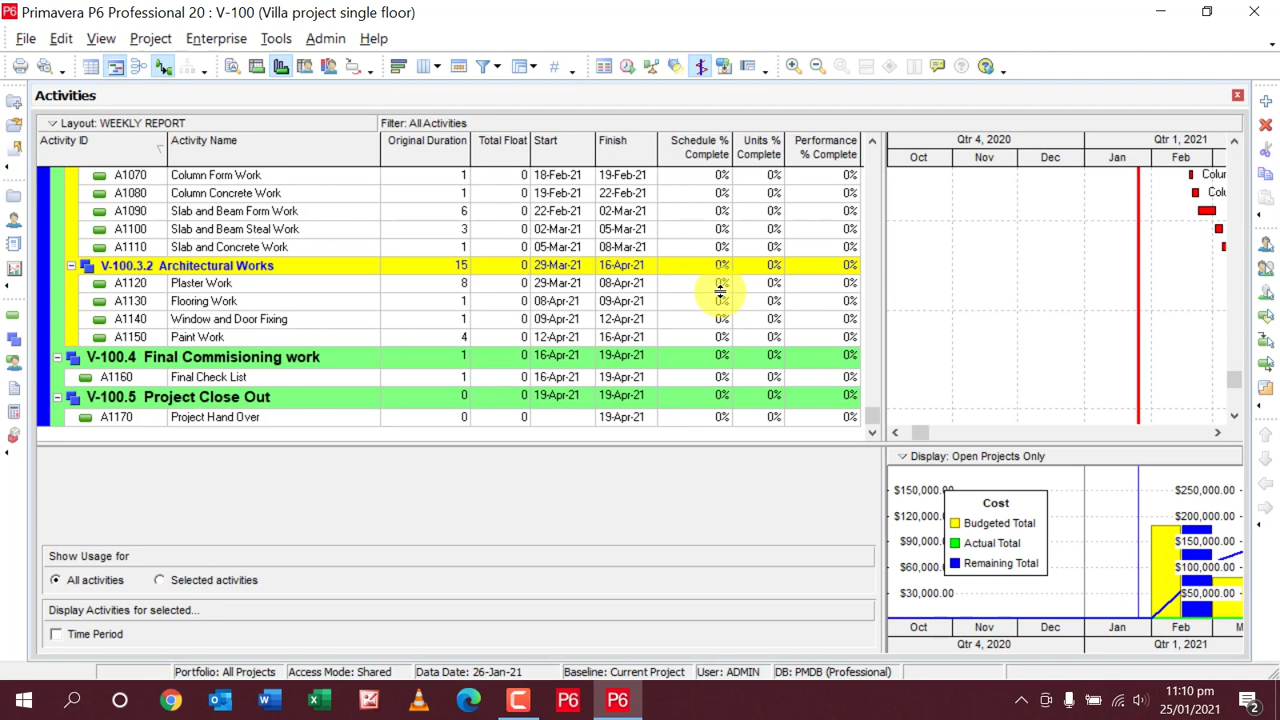 P6 Primavera P6 Professional 20 : V-100 (Villa project single floor)
File Edit View Project Enterprise Tools Admin Help
Activities
Layout: WEEKLY REPORT Filter: All Activities
Activity ID Activity Name Original Duration Total Float Start Finish Schedule % Complete Units % Complete Performance % Complete
A1070 Column Form Work 1 0 18-Feb-21 19-Feb-21 0% 0% 0%
A1080 Column Concrete Work 1 0 19-Feb-21 22-Feb-21 0% 0% 0%
A1090 Slab and Beam Form Work 6 0 22-Feb-21 02-Mar-21 0% 0% 0%
A1100 Slab and Beam Steal Work 3 0 02-Mar-21 05-Mar-21 0% 0% 0%
A1110 Slab and Concrete Work 1 0 05-Mar-21 08-Mar-21 0% 0% 0%
V-100.3.2 Architectural Works 15 0 29-Mar-21 16-Apr-21 0% 0% 0%
A1120 Plaster Work 8 0 29-Mar-21 08-Apr-21 0% 0% 0%
A1130 Flooring Work 1 0 08-Apr-21 09-Apr-21 0% 0% 0%
A1140 Window and Door Fixing 1 0 09-Apr-21 12-Apr-21 0% 0% 0%
A1150 Paint Work 4 0 12-Apr-21 16-Apr-21 0% 0% 0%
V-100.4 Final Commisioning work 1 0 16-Apr-21 19-Apr-21 0% 0% 0%
A1160 Final Check List 1 0 16-Apr-21 19-Apr-21 0% 0% 0%
V-100.5 Project Close Out 0 0 19-Apr-21 19-Apr-21 0% 0% 0%
A1170 Project Hand Over 0 0 19-Apr-21 0% 0% 0%
Qtr 4, 2020 Qtr 1, 2021
Oct Nov Dec Jan Feb
Colu
Col
Display: Open Projects Only
$150,000.00 $250,000.00
$120,000.00 $200,000.00
$90,000. $150,000.00
$60,000. $100,000.00
$30,000.00 $50,000.00
Cost
Budgeted Total
Actual Total
Remaining Total
Oct Nov Dec Jan Feb M
Qtr 4, 2020 Qtr 1, 2021
Show Usage for
All activities Selected activities
Display Activities for selected...
Time Period
Portfolio: All Projects Access Mode: Shared Data Date: 26-Jan-21 Baseline: Current Project User: ADMIN DB: PMDB (Professional)
P6 P6
11:10 pm
25/01/2021
2